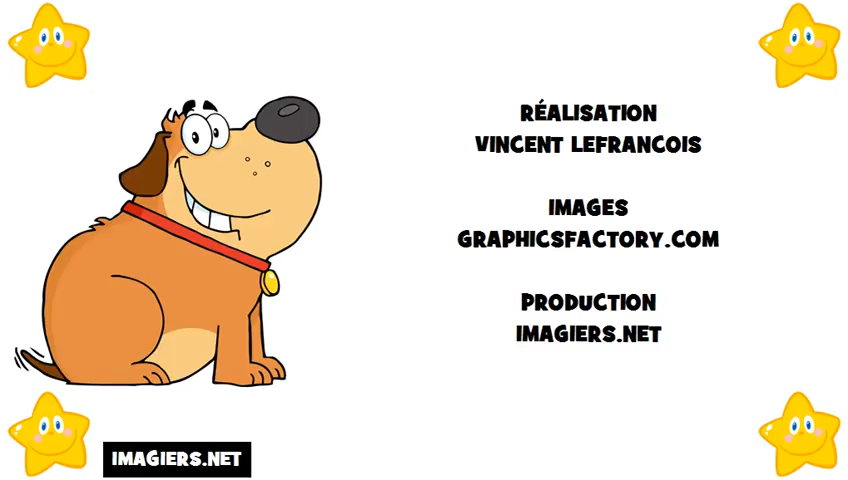 RÉALISATION
VINCENT LEFRANCOIS
IMAGES
GRAPHICSFACTORY.COM
PRODUCTION
IMAGIERS.NET
IMAGIERS.NET